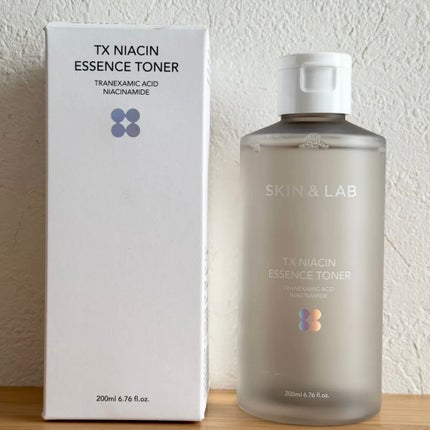 TX NIACIN
ESSENCE TONER
TRANEXAMIC ACID
NIACINAMIDE
200ml 6.76 fl.oz.
SKIN & LAB
TX NIACIN
ESSENCE TONER
TRANEXAMIC ACID
NIACINAMIDE
200ml 6.76 fl.oz.